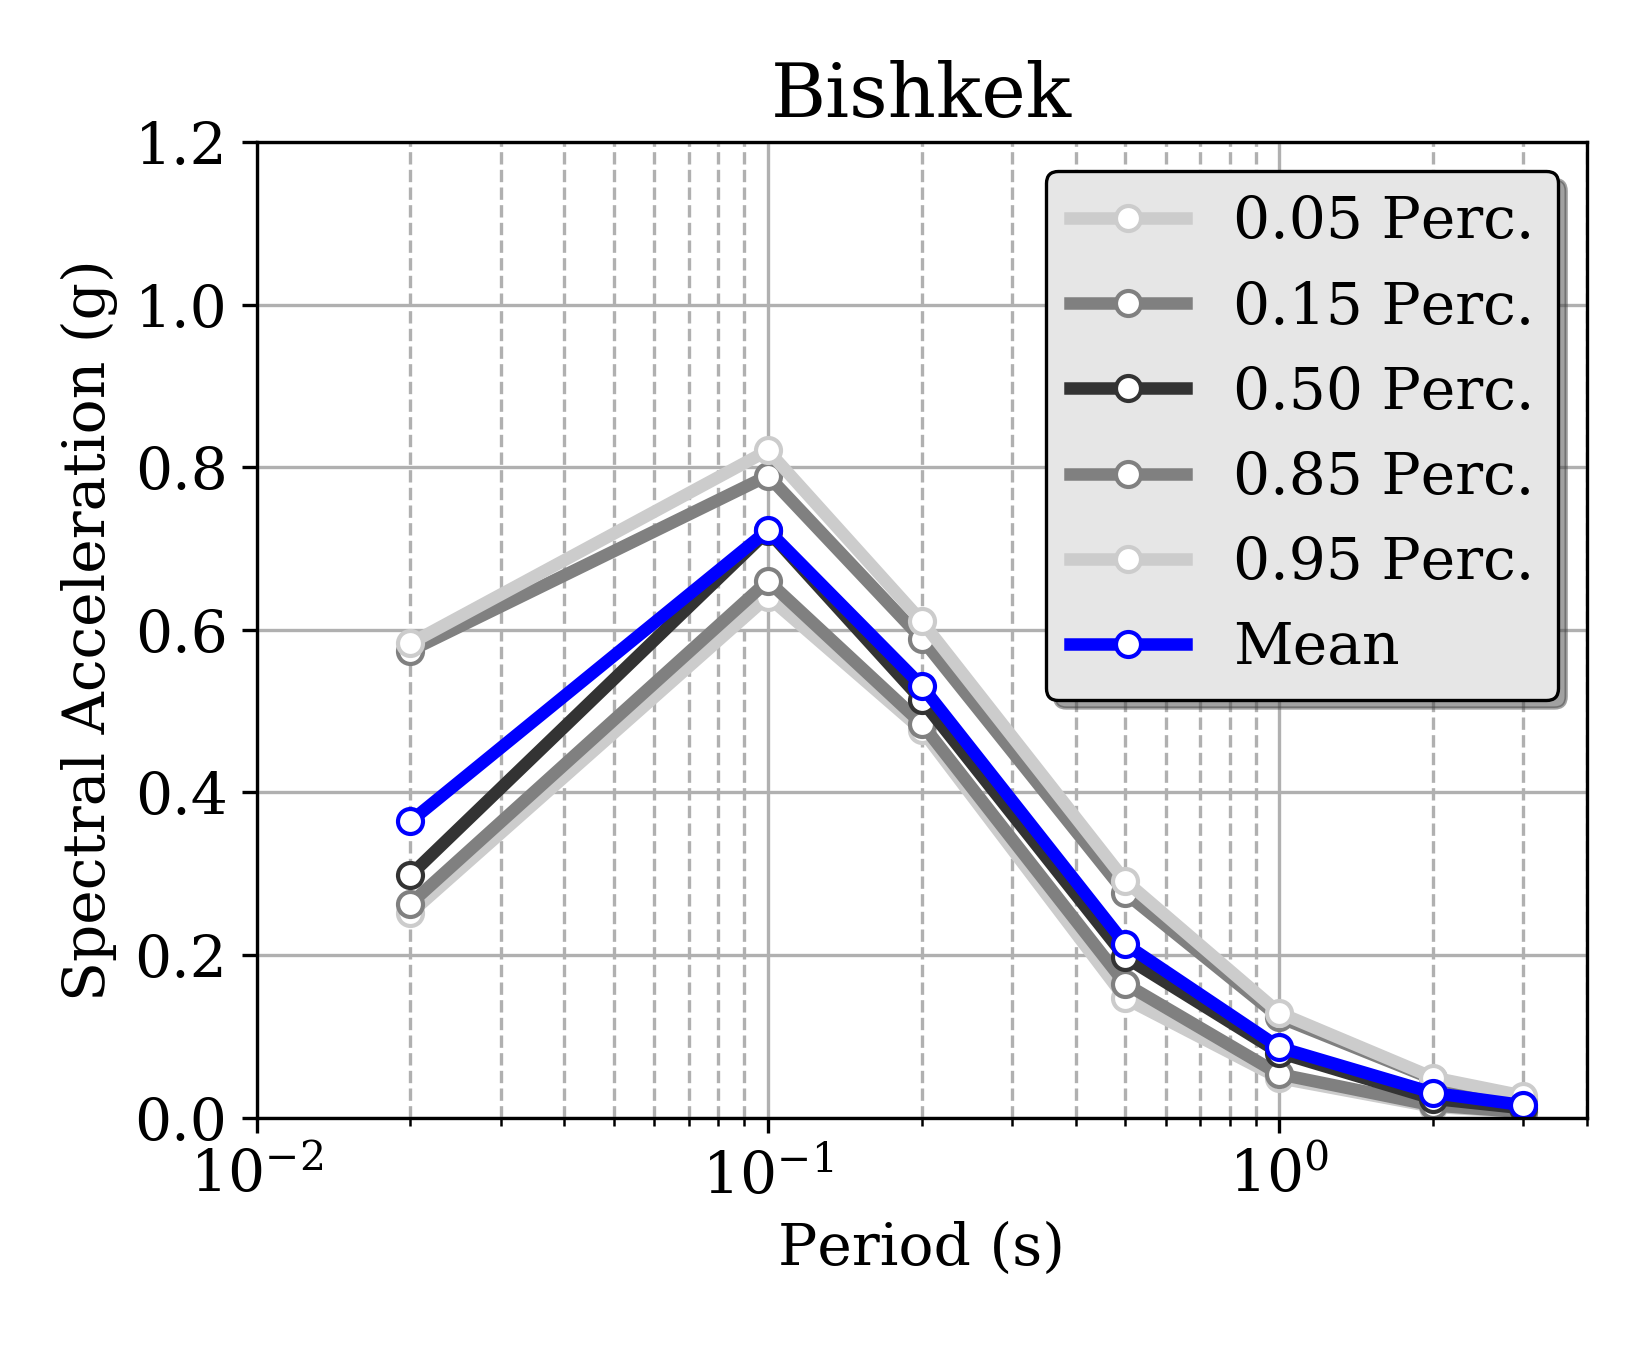 Bishkek
1.2
1.0
0.8
0.6
0.4
0.2
0.0
Spectral Acceleration (g)
0.05 Perc.
0.15 Perc.
0.50 Perc.
0.85 Perc.
0.95 Perc.
Mean
10⁻² 10⁻¹ 10⁰
Period (s)